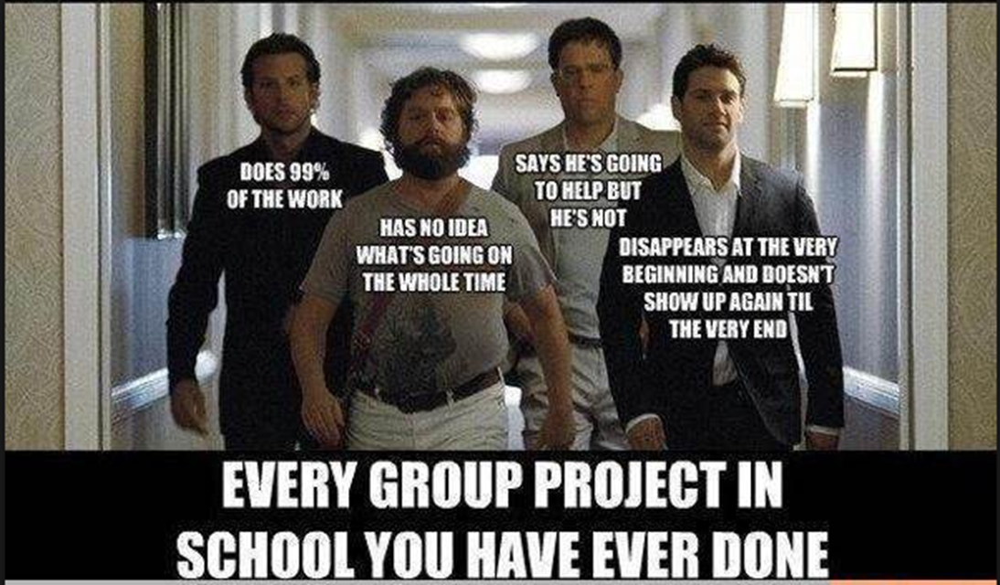 DOES 99%
OF THE WORK
HAS NO IDEA
WHAT'S GOING ON
THE WHOLE TIME
SAYS HE'S GOING
TO HELP BUT
HE'S NOT
DISAPPEARS AT THE VERY
BEGINNING AND DOESN'T
SHOW UP AGAIN TIL
THE VERY END
EVERY GROUP PROJECT IN
SCHOOL YOU HAVE EVER DONE